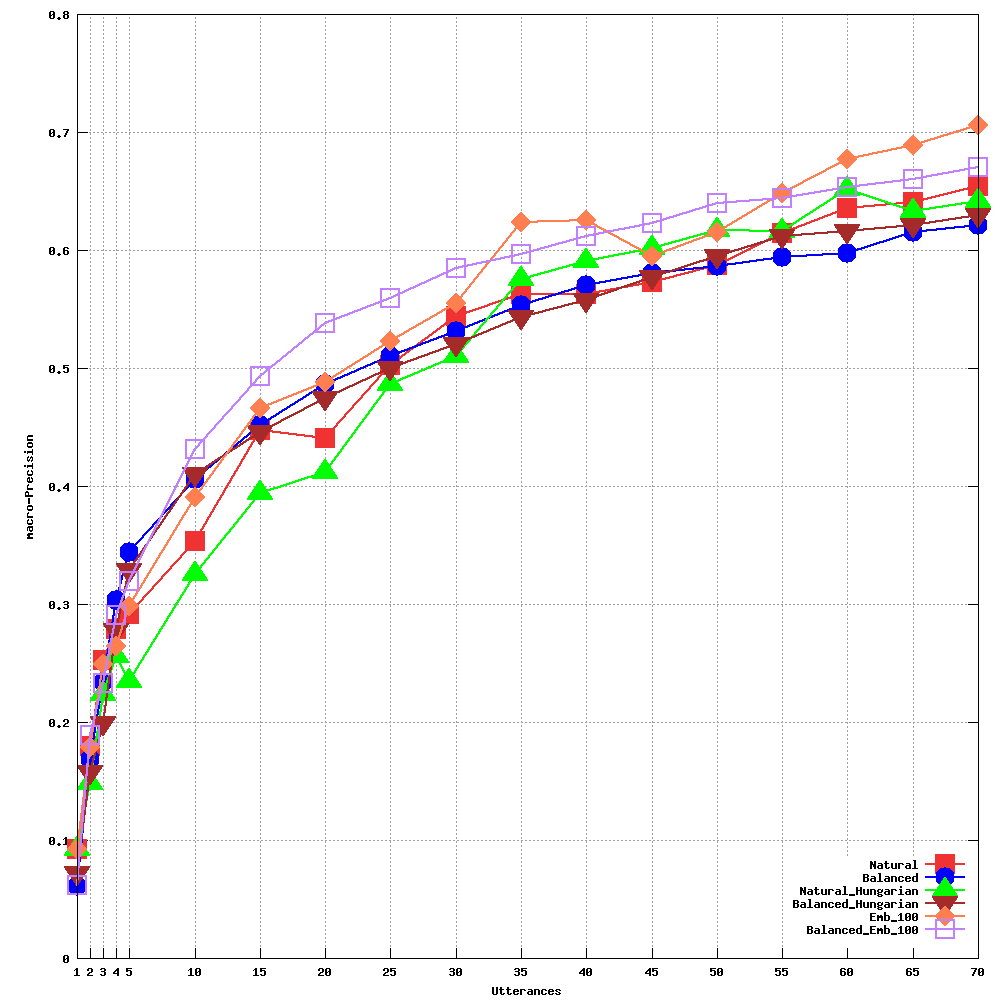 0.8
0.7
0.6
0.5
0.4
0.3
0.2
0.1
0
macro-Precision
1 2 3 4 5 10 15 20 25 30 35 40 45 50 55 60 65 70
Utterances
Natural
Balanced
Natural_Hungarian
Balanced_Hungarian
Emb_100
Balanced_Emb_100